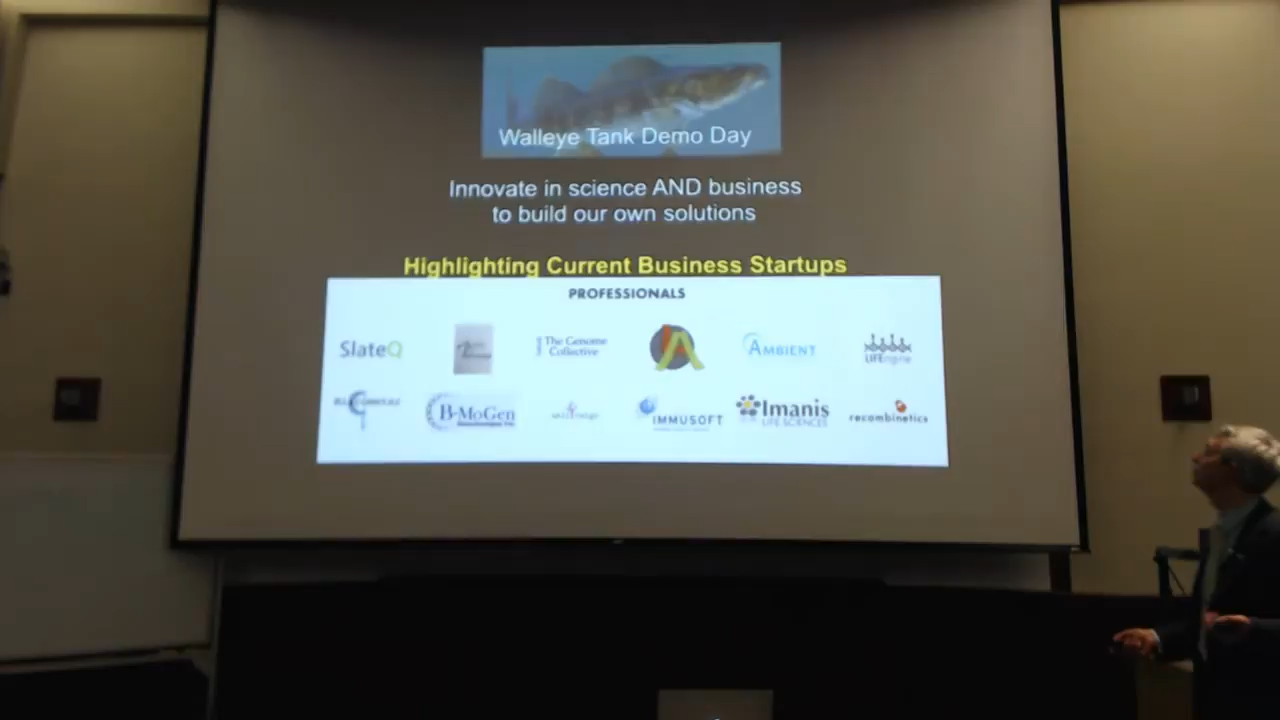 Walleye Tank Demo Day
Innovate in science AND business
to build our own solutions
Highlighting Current Business Startups
PROFESSIONALS
SlateQ
The Genome
Collective
AMBIENT
LIFEngine
B-MoGen
IMMUSOFT
Imanis
LIFE SCIENCES
recombinetics